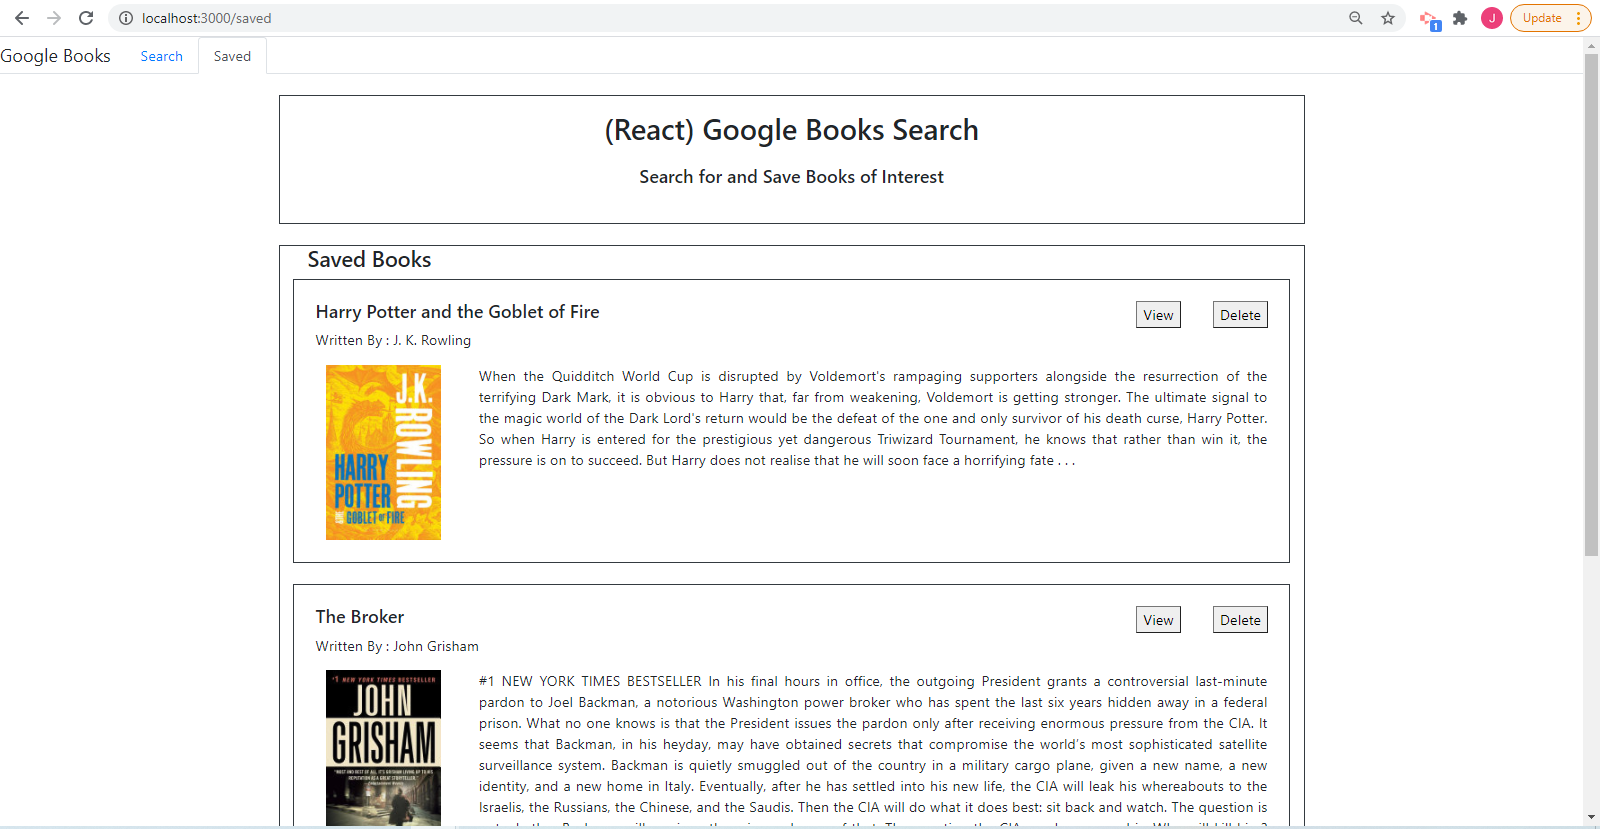 localhost:3000/saved
1
J
Update
Google Books
Search
Saved
(React) Google Books Search
Search for and Save Books of Interest
Saved Books
Harry Potter and the Goblet of Fire
View
Delete
Written By : J. K. Rowling
J.K. ROWLING
HARRY
POTTER
AND THE
GOBLET OF FIRE
When the Quidditch World Cup is disrupted by Voldemort's rampaging supporters alongside the resurrection of the
terrifying Dark Mark, it is obvious to Harry that, far from weakening, Voldemort is getting stronger. The ultimate signal to
the magic world of the Dark Lord's return would be the defeat of the one and only survivor of his death curse, Harry Potter.
So when Harry is entered for the prestigious yet dangerous Triwizard Tournament, he knows that rather than win it, the
pressure is on to succeed. But Harry does not realise that he will soon face a horrifying fate . . .
The Broker
View
Delete
Written By : John Grisham
#1 NEW YORK TIMES BESTSELLER
JOHN
GRISHAM
#1 NEW YORK TIMES BESTSELLER In his final hours in office, the outgoing President grants a controversial last-minute
pardon to Joel Backman, a notorious Washington power broker who has spent the last six years hidden away in a federal
prison. What no one knows is that the President issues the pardon only after receiving enormous pressure from the CIA. It
seems that Backman, in his heyday, may have obtained secrets that compromise the world's most sophisticated satellite
surveillance system. Backman is quietly smuggled out of the country in a military cargo plane, given a new name, a new
identity, and a new home in Italy. Eventually, after he has settled into his new life, the CIA will leak his whereabouts to the
Israelis, the Russians, the Chinese, and the Saudis. Then the CIA will do what it does best: sit back and watch. The question is